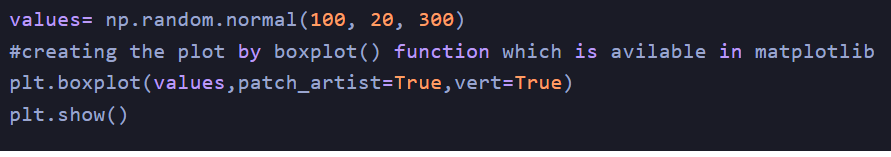 values= np.random.normal(100, 20, 300)
#creating the plot by boxplot() function which is avilable in matplotlib
plt.boxplot(values,patch_artist=True,vert=True)
plt.show()